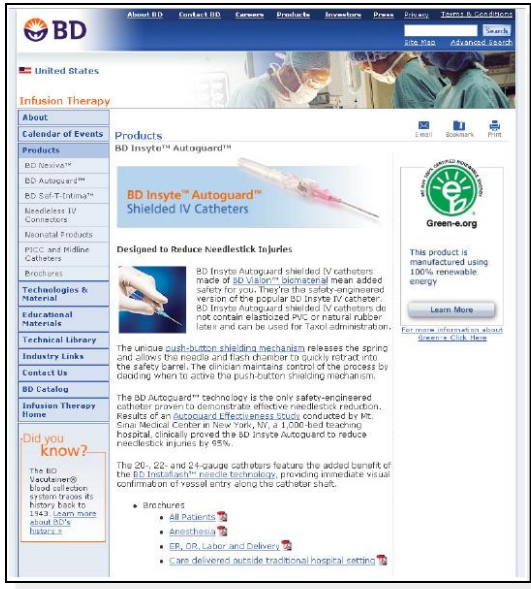 About BD Contact BD Careers Products Investors Press Privacy Terms & Conditions
BD
Search
Site Map Advanced Search
United States
Infusion Therapy
About
Calendar of Events
Products
BD Nexiva™
BD Autoguard™
BD Saf-T-Intima™
Needleless IV
Connectors
Neonatal Products
PICC and Midline
Catheters
Brochures
Technologies &
Material
Educational
Materials
Technical Library
Industry Links
Contact Us
BD Catalog
Infusion Therapy
Home
Did you
know?
The BD
Vacutainer®
blood collection
system traces its
history back to
1943. Learn more
about BD's
history »
Products
Email Bookmark Print
BD Insyte™ Autoguard™
BD Insyte™ Autoguard™
Shielded IV Catheters
Designed to Reduce Needlestick Injuries
BD Insyte Autoguard shielded IV catheters
made of BD Vialon™ biomaterial mean added
safety for you. They're the safety-engineered
version of the popular BD Insyte IV catheter.
BD Insyte Autoguard shielded IV catheters do
not contain elasticized PVC or natural rubber
latex and can be used for Taxol administration.
The unique push-button shielding mechanism releases the spring
and allows the needle and flash chamber to quickly retract into
the safety barrel. The clinician maintains control of the process by
deciding when to active the push-button shielding mechanism.
The BD Autoguard™ technology is the only safety-engineered
catheter proven to demonstrate effective needlestick reduction.
Results of an Autoguard Effectiveness Study conducted by Mt.
Sinai Medical Center in New York, NY, a 1,000-bed teaching
hospital, clinically proved the BD Insyte Autoguard to reduce
needlestick injuries by 95%.
The 20-, 22- and 24-gauge catheters feature the added benefit of
the BD Instaflash™ needle technology, providing immediate visual
confirmation of vessel entry along the catheter shaft.
• Brochures
• All Patients
• Anesthesia
• ER, OR, Labor and Delivery
• Care delivered outside traditional hospital setting
Green-e.org
This product is
manufactured using
100% renewable
energy
Learn More
For more information about
Green-e Click Here